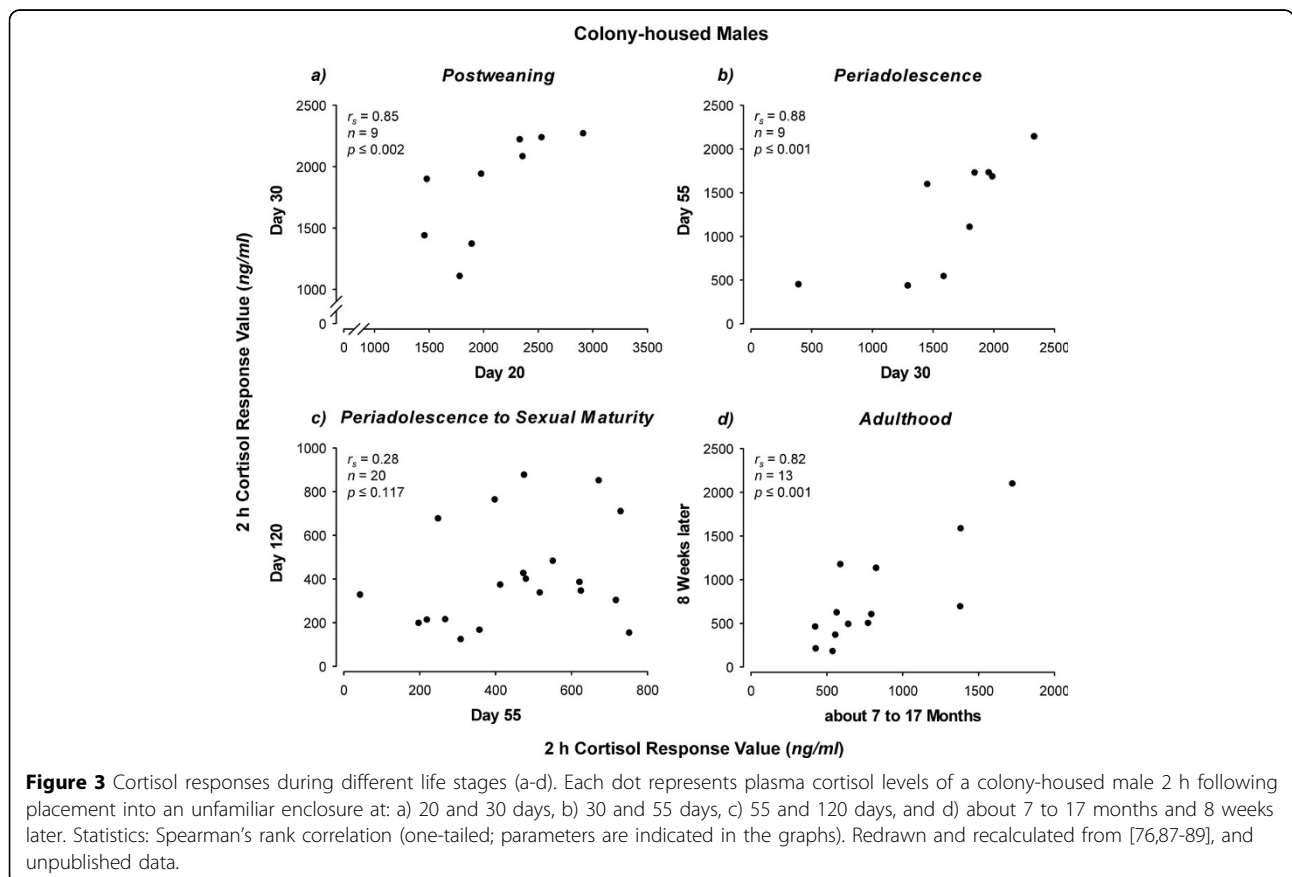 Colony-housed Males
a) Postweaning
2500
2000
1500
1000
0
rs = 0.85
n = 9
p ≤ 0.002
Day 30
0 1000 1500 2000 2500 3000 3500
Day 20
b) Periadolescence
2500
2000
1500
1000
500
0
rs = 0.88
n = 9
p ≤ 0.001
Day 55
0 500 1000 1500 2000 2500
Day 30
2 h Cortisol Response Value (ng/ml)
c) Periadolescence to Sexual Maturity
1000
800
600
400
200
0
rs = 0.28
n = 20
p ≤ 0.117
Day 120
0 200 400 600 800
Day 55
d) Adulthood
2500
2000
1500
1000
500
0
rs = 0.82
n = 13
p ≤ 0.001
8 Weeks later
0 500 1000 1500 2000
about 7 to 17 Months
2 h Cortisol Response Value (ng/ml)
Figure 3 Cortisol responses during different life stages (a-d). Each dot represents plasma cortisol levels of a colony-housed male 2 h following
placement into an unfamiliar enclosure at: a) 20 and 30 days, b) 30 and 55 days, c) 55 and 120 days, and d) about 7 to 17 months and 8 weeks
later. Statistics: Spearman's rank correlation (one-tailed; parameters are indicated in the graphs). Redrawn and recalculated from [76,87-89], and
unpublished data.